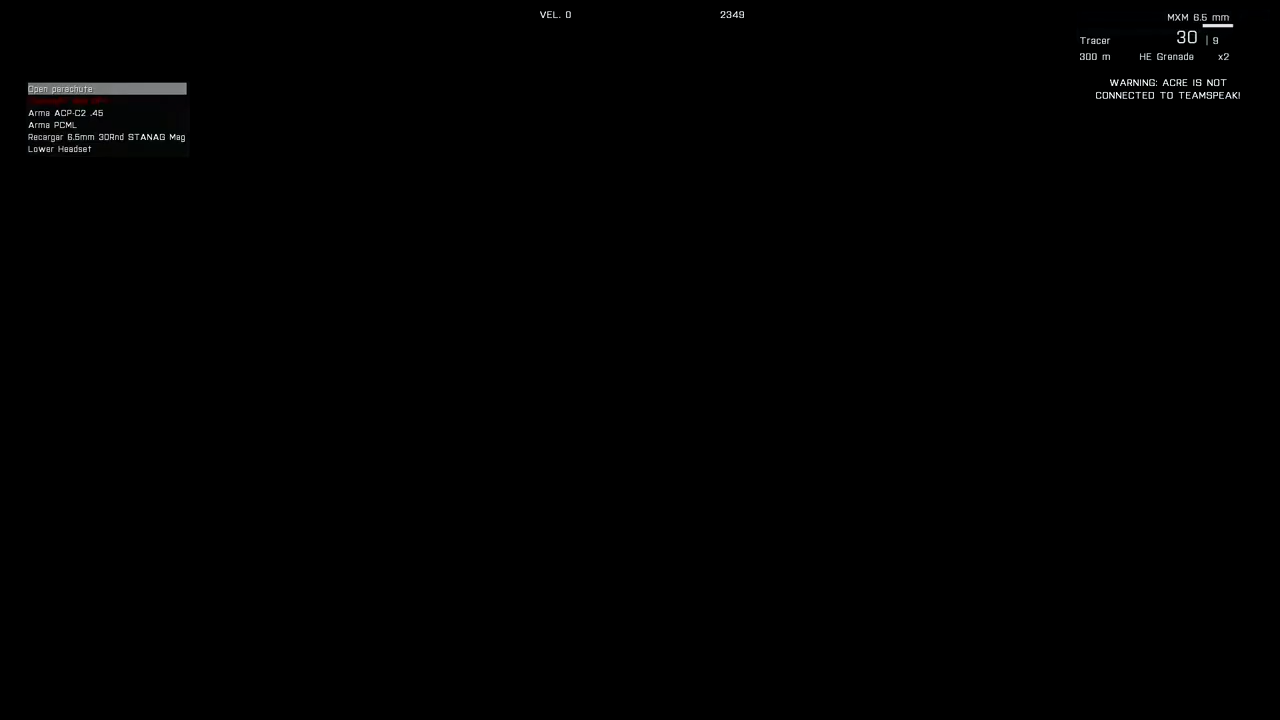 VEL. 0
2349
MXM 6.5 mm
Tracer 30 | 9
300 m HE Grenade x2
WARNING: ACRE IS NOT
CONNECTED TO TEAMSPEAK!
Open parachute
Arma ACP-C2 .45
Arma PCML
Recargar 6.5mm 30Rnd STANAG Mag
Lower Headset